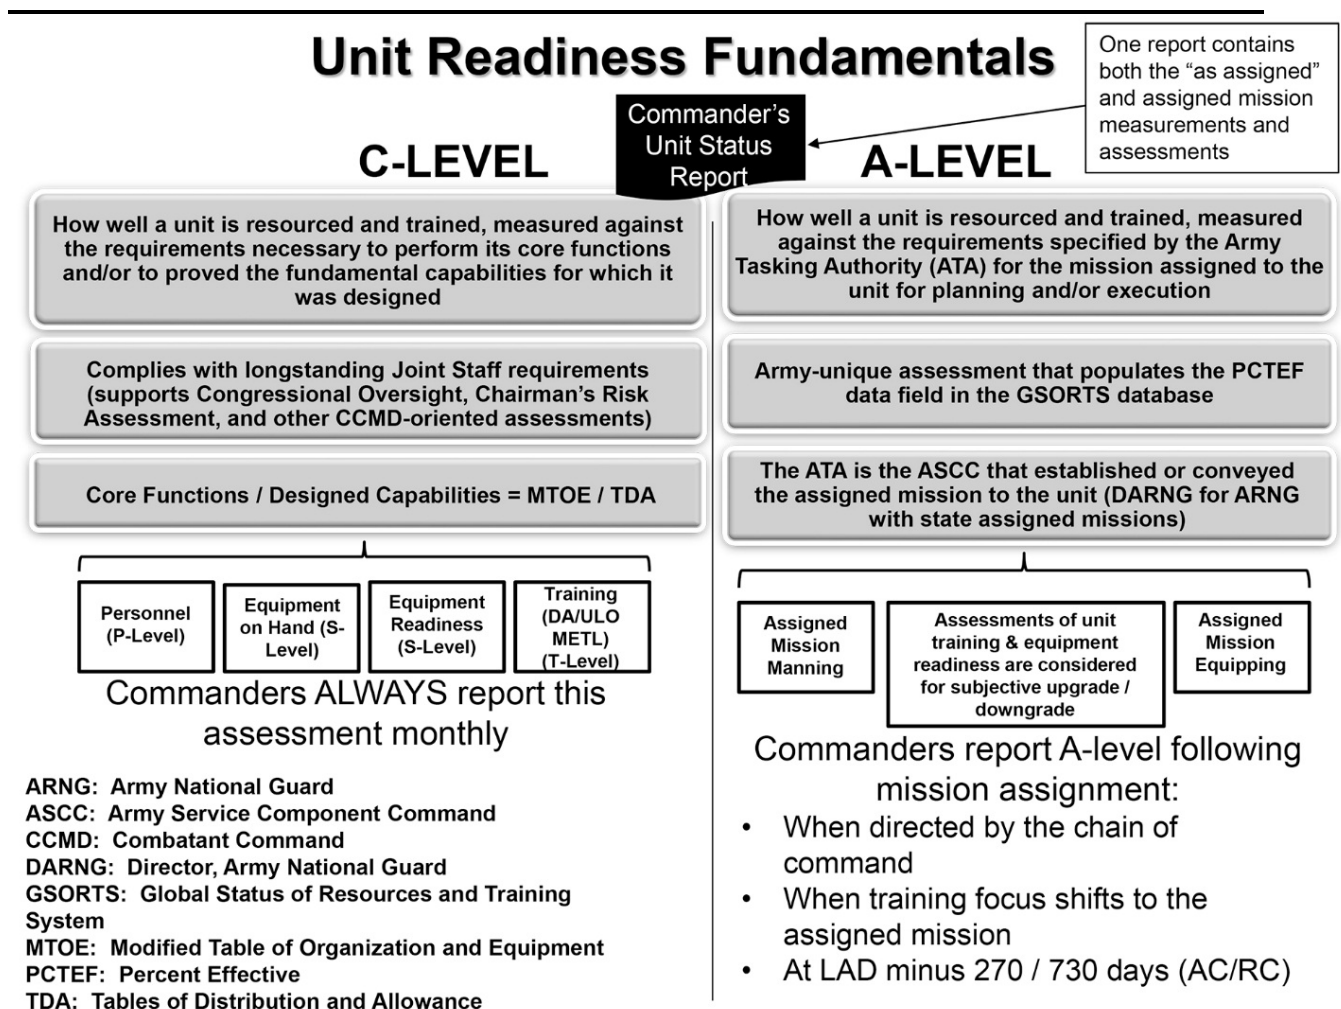 Unit Readiness Fundamentals
One report contains
both the “as assigned”
and assigned mission
measurements and
assessments
Commander’s
Unit Status
Report
C-LEVEL
How well a unit is resourced and trained, measured against
the requirements necessary to perform its core functions
and/or to proved the fundamental capabilities for which it
was designed
Complies with longstanding Joint Staff requirements
(supports Congressional Oversight, Chairman’s Risk
Assessment, and other CCMD-oriented assessments)
Core Functions / Designed Capabilities = MTOE / TDA
Personnel
(P-Level)
Equipment
on Hand (S-
Level)
Equipment
Readiness
(S-Level)
Training
(DA/ULO
METL)
(T-Level)
Commanders ALWAYS report this
assessment monthly
ARNG: Army National Guard
ASCC: Army Service Component Command
CCMD: Combatant Command
DARNG: Director, Army National Guard
GSORTS: Global Status of Resources and Training
System
MTOE: Modified Table of Organization and Equipment
PCTEF: Percent Effective
TDA: Tables of Distribution and Allowance
A-LEVEL
How well a unit is resourced and trained, measured
against the requirements specified by the Army
Tasking Authority (ATA) for the mission assigned to the
unit for planning and/or execution
Army-unique assessment that populates the PCTEF
data field in the GSORTS database
The ATA is the ASCC that established or conveyed
the assigned mission to the unit (DARNG for ARNG
with state assigned missions)
Assigned
Mission
Manning
Assessments of unit
training & equipment
readiness are considered
for subjective upgrade /
downgrade
Assigned
Mission
Equipping
Commanders report A-level following
mission assignment:
• When directed by the chain of
command
• When training focus shifts to the
assigned mission
• At LAD minus 270 / 730 days (AC/RC)